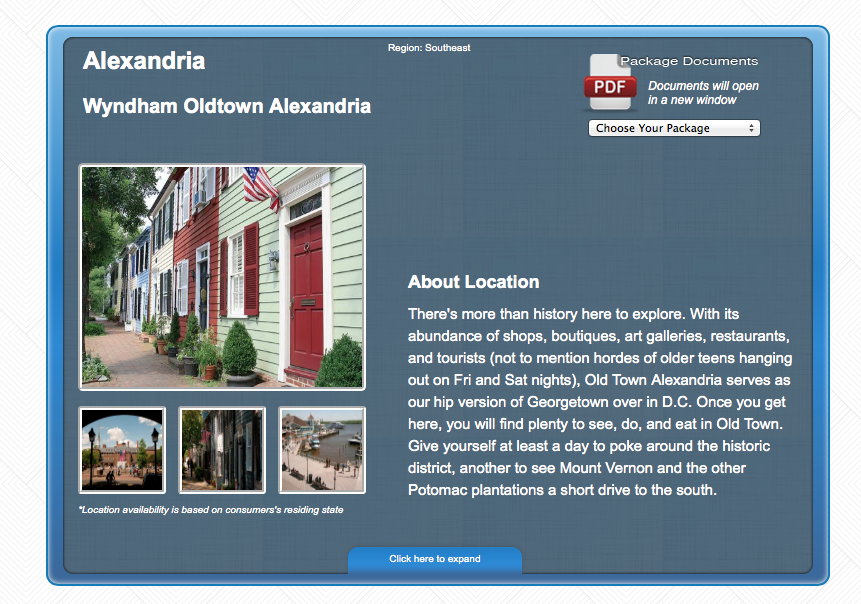 Alexandria
Region: Southeast
Wyndham Oldtown Alexandria
Package Documents
PDF
Documents will open
in a new window
Choose Your Package
About Location
There's more than history here to explore. With its
abundance of shops, boutiques, art galleries, restaurants,
and tourists (not to mention hordes of older teens hanging
out on Fri and Sat nights), Old Town Alexandria serves as
our hip version of Georgetown over in D.C. Once you get
here, you will find plenty to see, do, and eat in Old Town.
Give yourself at least a day to poke around the historic
district, another to see Mount Vernon and the other
Potomac plantations a short drive to the south.
*Location availability is based on consumers's residing state
Click here to expand